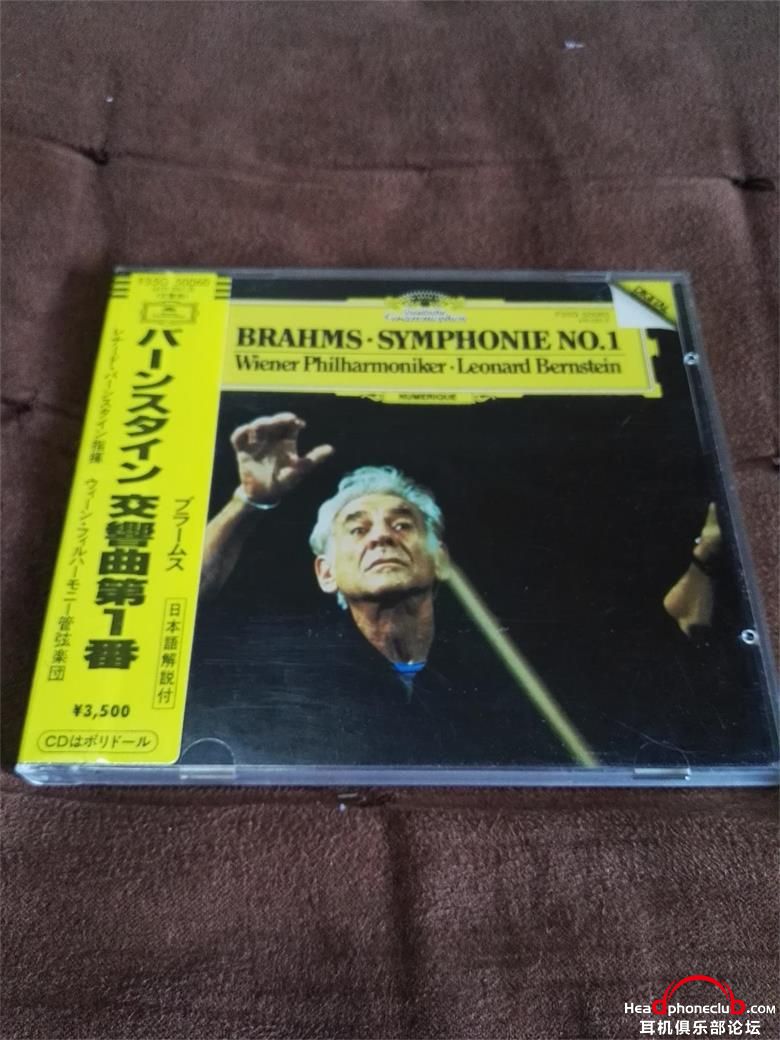 F35G 50060
バーンスタイン 交響曲第1番
ブラームス
レナード・バーンスタイン指揮
ウィーン・フィルハーモニー管弦楽団
日本語解説付
¥3,500
CDはポリドール
Deutsche
Grammophon
DIGITAL
BRAHMS · SYMPHONIE NO.1
Wiener Philharmoniker · Leonard Bernstein
NUMERIQUE
Headphoneclub.COM
耳机俱乐部论坛